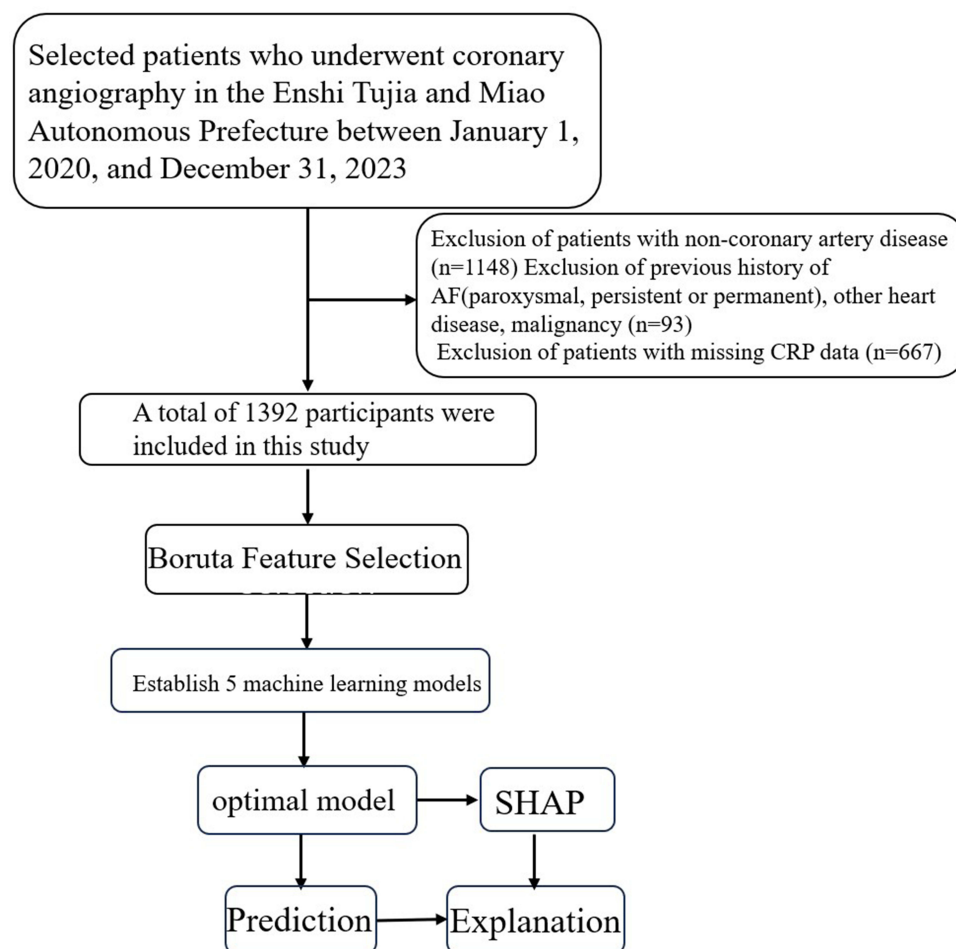 Selected patients who underwent coronary
angiography in the Enshi Tujia and Miao
Autonomous Prefecture between January 1,
2020, and December 31, 2023
Exclusion of patients with non-coronary artery disease
(n=1148) Exclusion of previous history of
AF(paroxysmal, persistent or permanent), other heart
disease, malignancy (n=93)
Exclusion of patients with missing CRP data (n=667)
A total of 1392 participants were
included in this study
Boruta Feature Selection
Establish 5 machine learning models
optimal model
SHAP
Prediction
Explanation